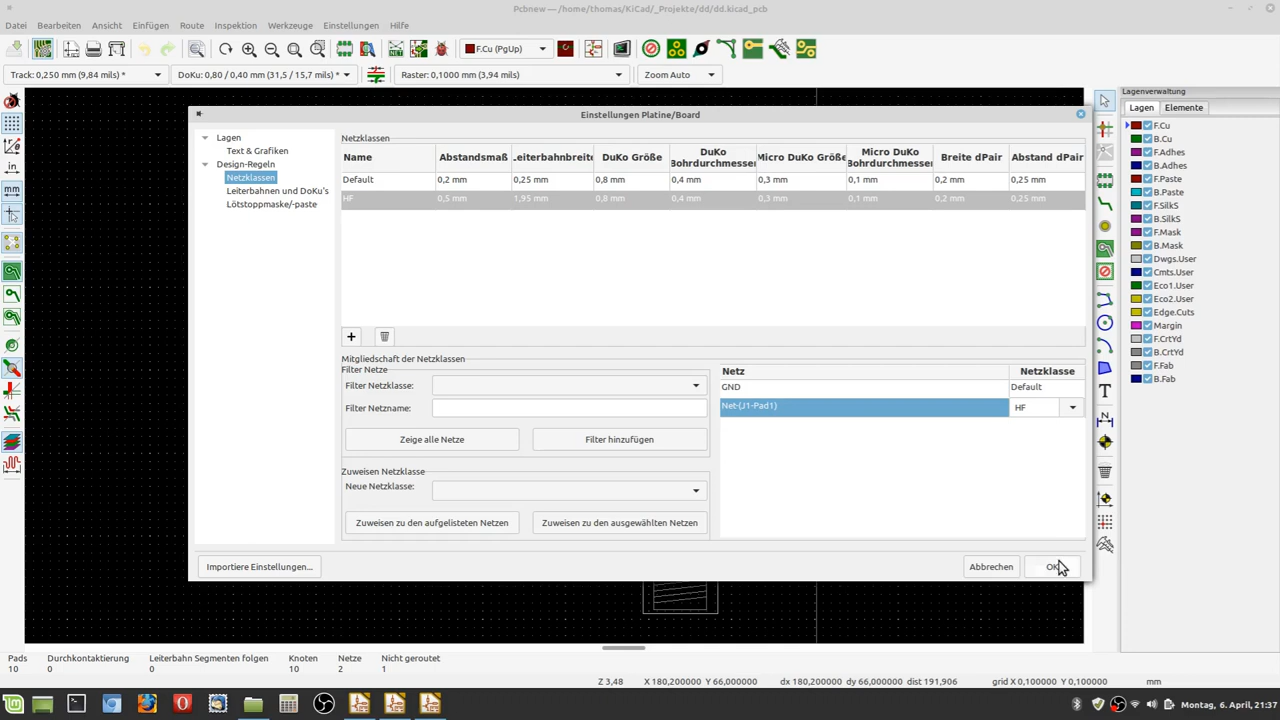 Pcbnew — /home/thomas/KiCad/_Projekte/dd/dd.kicad_pcb
Datei Bearbeiten Ansicht Einfügen Route Inspektion Werkzeuge Einstellungen Hilfe
F.Cu (PgUp)
Track: 0,250 mm (9,84 mils) * DoKu: 0,80 / 0,40 mm (31,5 / 15,7 mils) * Raster: 0,1000 mm (3,94 mils) Zoom Auto
Lagenverwaltung
Lagen Elemente
F.Cu
B.Cu
F.Adhes
B.Adhes
F.Paste
B.Paste
F.SilkS
B.SilkS
F.Mask
B.Mask
Dwgs.User
Cmts.User
Eco1.User
Eco2.User
Edge.Cuts
Margin
F.CrtYd
B.CrtYd
F.Fab
B.Fab
in
mm
Einstellungen Platine/Board
Lagen
Text & Grafiken
Design-Regeln
Netzklassen
Leiterbahnen und DoKu's
Lötstoppmaske/-paste
Netzklassen
Name Abstandsmaß Leiterbahnbreite DuKo Größe DuKo Bohrdurchmesser Micro DuKo Größe Micro DuKo Bohrdurchmesser Breite dPair Abstand dPair
Default 0,2 mm 0,25 mm 0,8 mm 0,4 mm 0,3 mm 0,1 mm 0,2 mm 0,25 mm
HF 0,5 mm 1,95 mm 0,8 mm 0,4 mm 0,3 mm 0,1 mm 0,2 mm 0,25 mm
Mitgliedschaft der Netzklassen
Filter Netze
Filter Netzklasse:
Filter Netzname:
Zeige alle Netze Filter hinzufügen
Zuweisen Netzklasse
Neue Netzklasse:
Zuweisen zu den aufgelisteten Netzen Zuweisen zu den ausgewählten Netzen
Netz Netzklasse
GND Default
Net-(J1-Pad1) HF
Importiere Einstellungen... Abbrechen OK
Pads Durchkontaktierung Leiterbahn Segmenten folgen Knoten Netze Nicht geroutet
10 0 0 10 2 1
Z 3,48 X 180,200000 Y 66,000000 dx 180,200000 dy 66,000000 dist 191,906 grid X 0,100000 Y 0,100000 mm
Montag, 6. April, 21:37